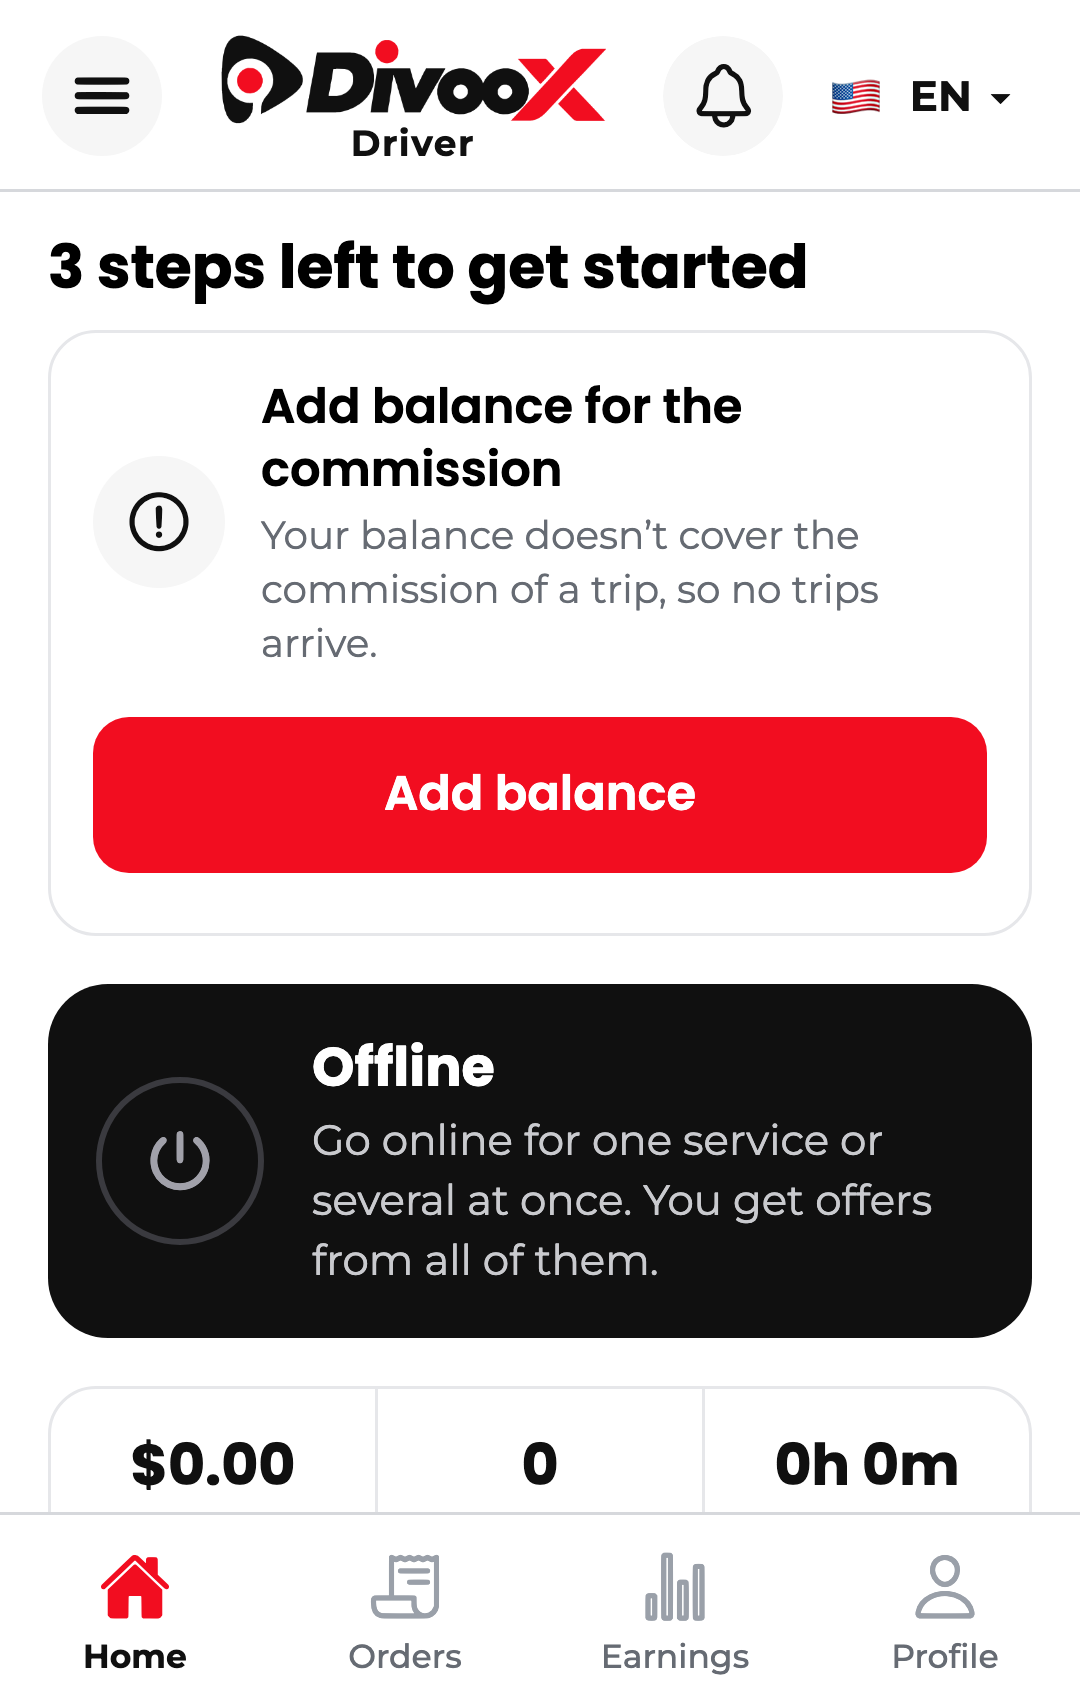 DivooX
Driver
EN
3 steps left to get started
Add balance for the
commission
Your balance doesn’t cover the
commission of a trip, so no trips
arrive.
Add balance
Offline
Go online for one service or
several at once. You get offers
from all of them.
$0.00 0 0h 0m
Home Orders Earnings Profile